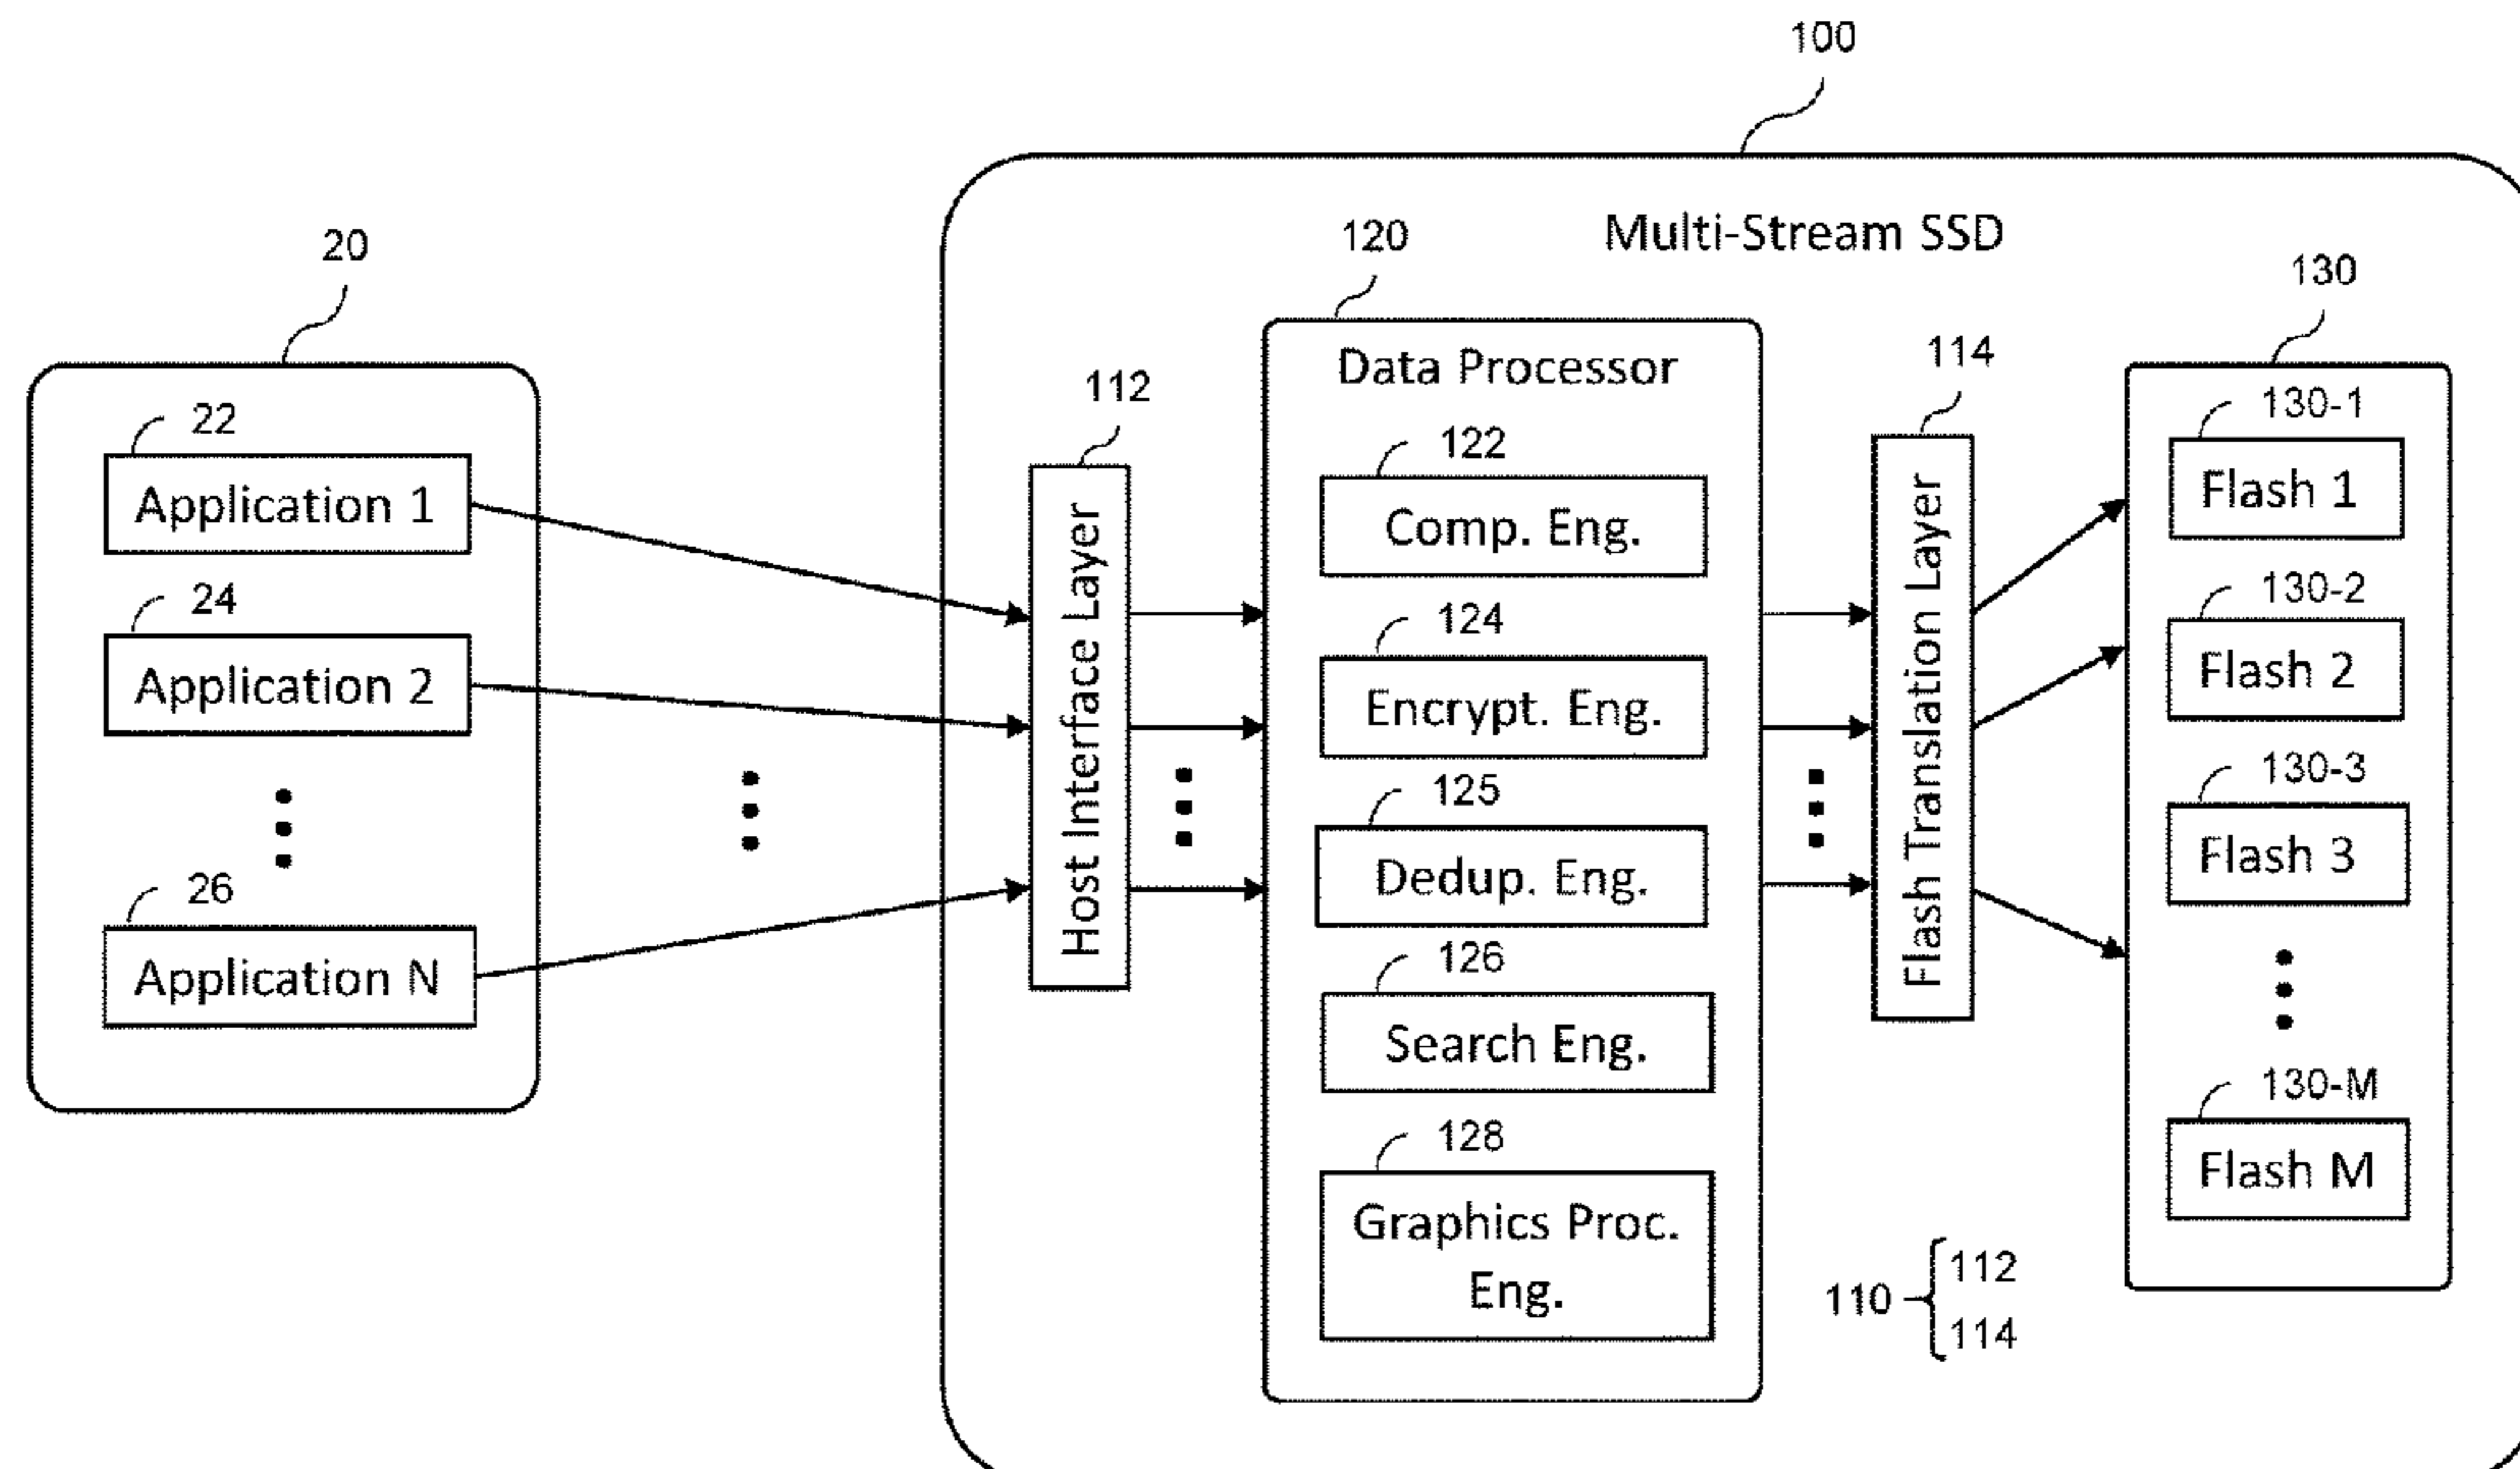 100
Multi-Stream SSD
20
22
Application 1
24
Application 2
26
Application N
112
Host Interface Layer
120
Data Processor
122
Comp. Eng.
124
Encrypt. Eng.
125
Dedup. Eng.
126
Search Eng.
128
Graphics Proc.
Eng.
114
Flash Translation Layer
130
130-1
Flash 1
130-2
Flash 2
130-3
Flash 3
130-M
Flash M
110
112
114